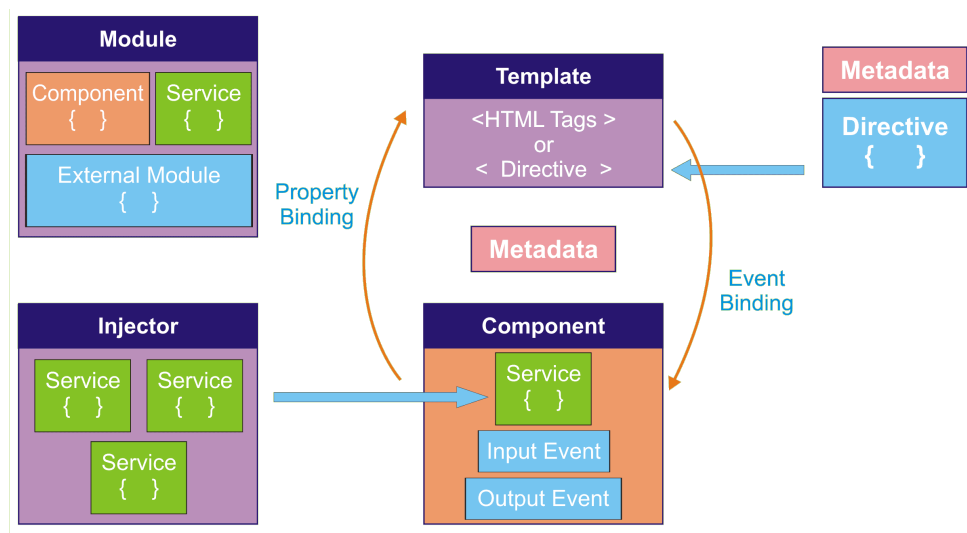 Module
Component
{ }
Service
{ }
External Module
{ }
Template
<HTML Tags >
or
< Directive >
Metadata
Directive
{ }
Property
Binding
Metadata
Event
Binding
Injector
Service
{ }
Service
{ }
Service
{ }
Component
Service
{ }
Input Event
Output Event